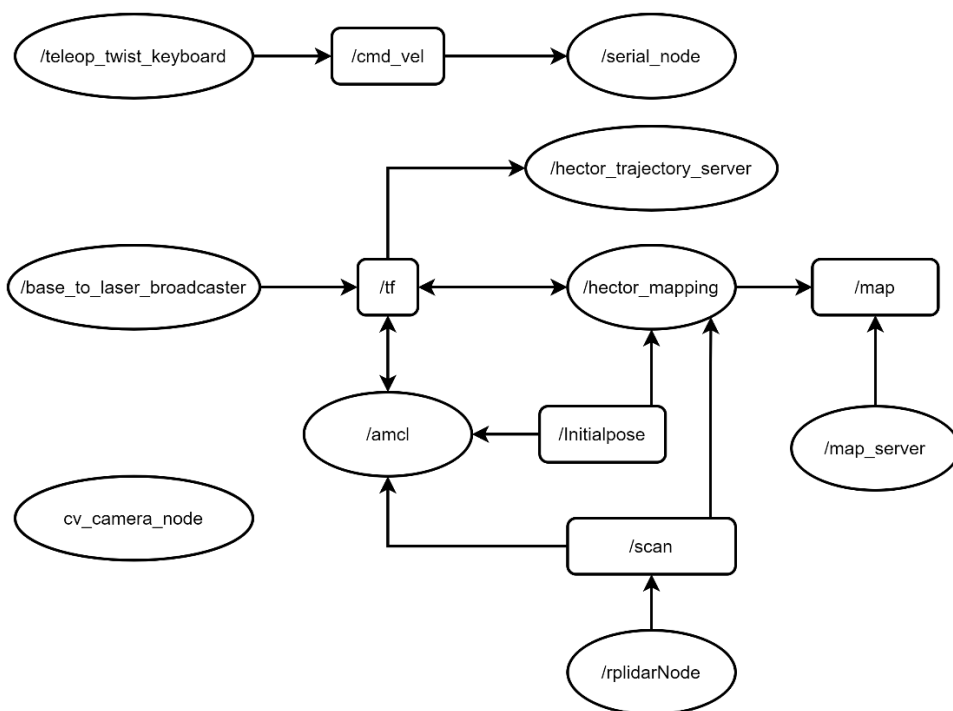 /teleop_twist_keyboard
/cmd_vel
/serial_node
/hector_trajectory_server
/base_to_laser_broadcaster
/tf
/hector_mapping
/map
/amcl
/Initialpose
/map_server
cv_camera_node
/scan
/rplidarNode